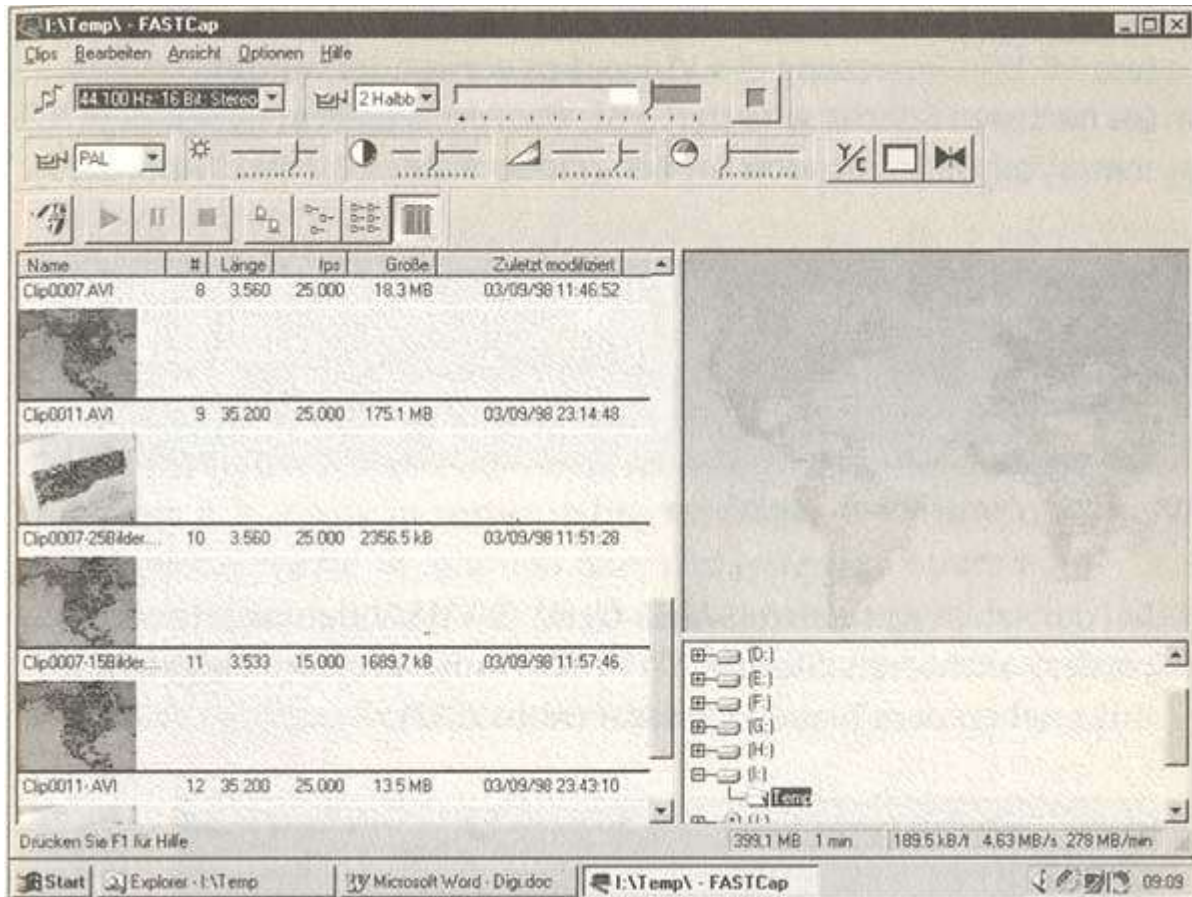 I:\Temp\ - FASTCap
Clips Bearbeiten Ansicht Optionen Hilfe
44.100 Hz: 16 Bit: Stereo 2 Halbb
PAL Y/C
Name # Länge fps Größe Zuletzt modifiziert
Clip0007.AVI 8 3.560 25.000 18.3 MB 03/09/98 11:46:52
Clip0011.AVI 9 35.200 25.000 175.1 MB 03/09/98 23:14:48
Clip0007-25Bilder... 10 3.560 25.000 2356.5 kB 03/09/98 11:51:28
Clip0007-15Bilder... 11 3.533 15.000 1689.7 kB 03/09/98 11:57:46
Clip0011-.AVI 12 35.200 25.000 13.5 MB 03/09/98 23:43:10
(D:)
(E:)
(F:)
(G:)
(H:)
(I:)
Temp
(J:)
Drücken Sie F1 für Hilfe 399.1 MB 1 min 189.5 kB/f 4.63 MB/s 278 MB/min
Start Explorer - I:\Temp Microsoft Word - Digi.doc I:\Temp\ - FASTCap 09:09